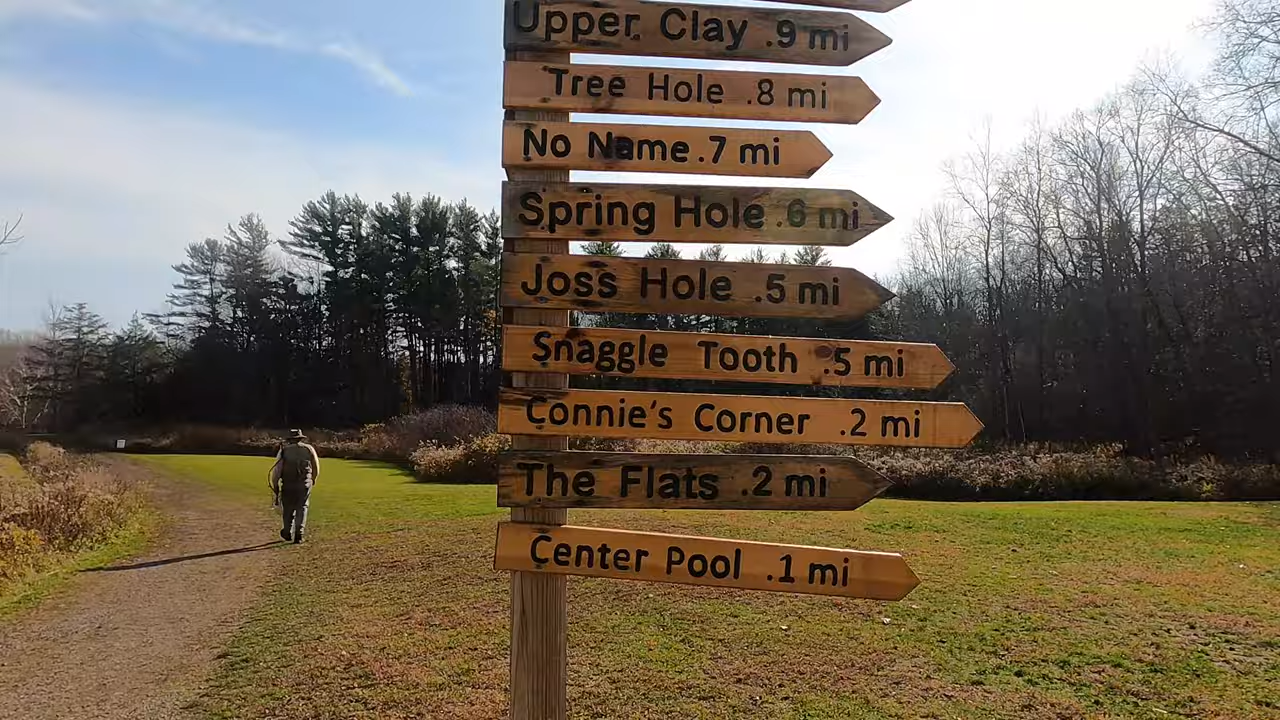 Upper Clay .9 mi
Tree Hole .8 mi
No Name .7 mi
Spring Hole .6 mi
Joss Hole .5 mi
Snaggle Tooth .5 mi
Connie's Corner .2 mi
The Flats .2 mi
Center Pool .1 mi